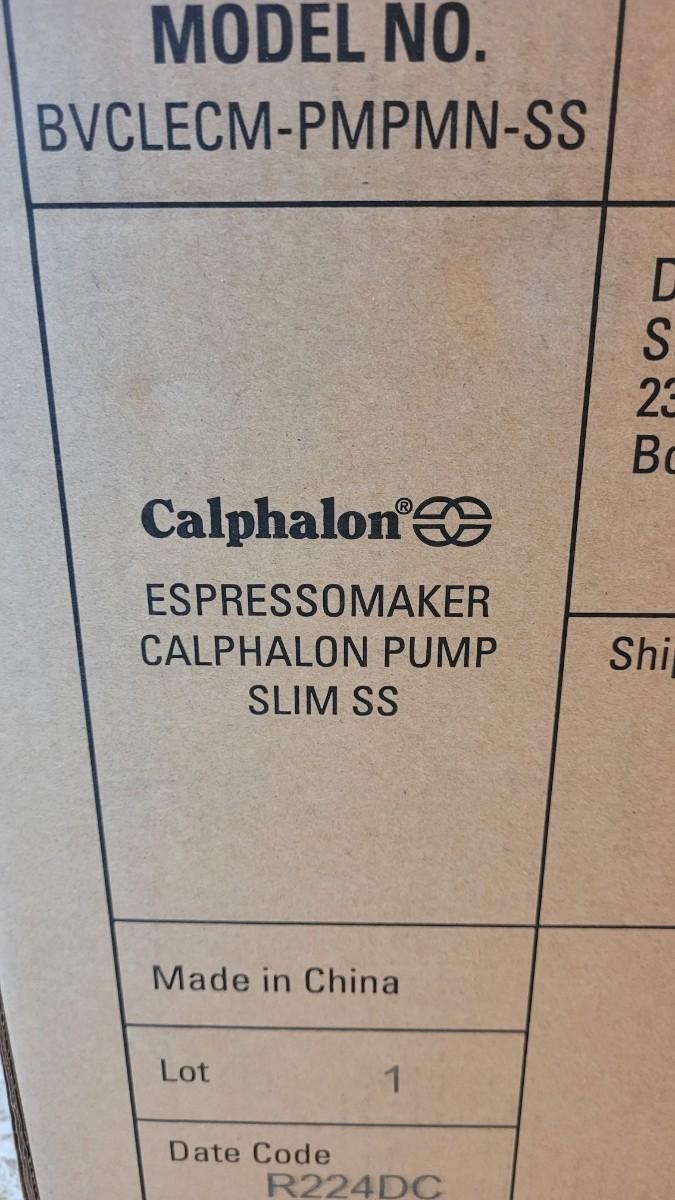 MODEL NO.
BVCLECM-PMPMN-SS
Calphalon®
ESPRESSOMAKER
CALPHALON PUMP
SLIM SS
Made in China
Lot 1
Date Code
R224DC
23